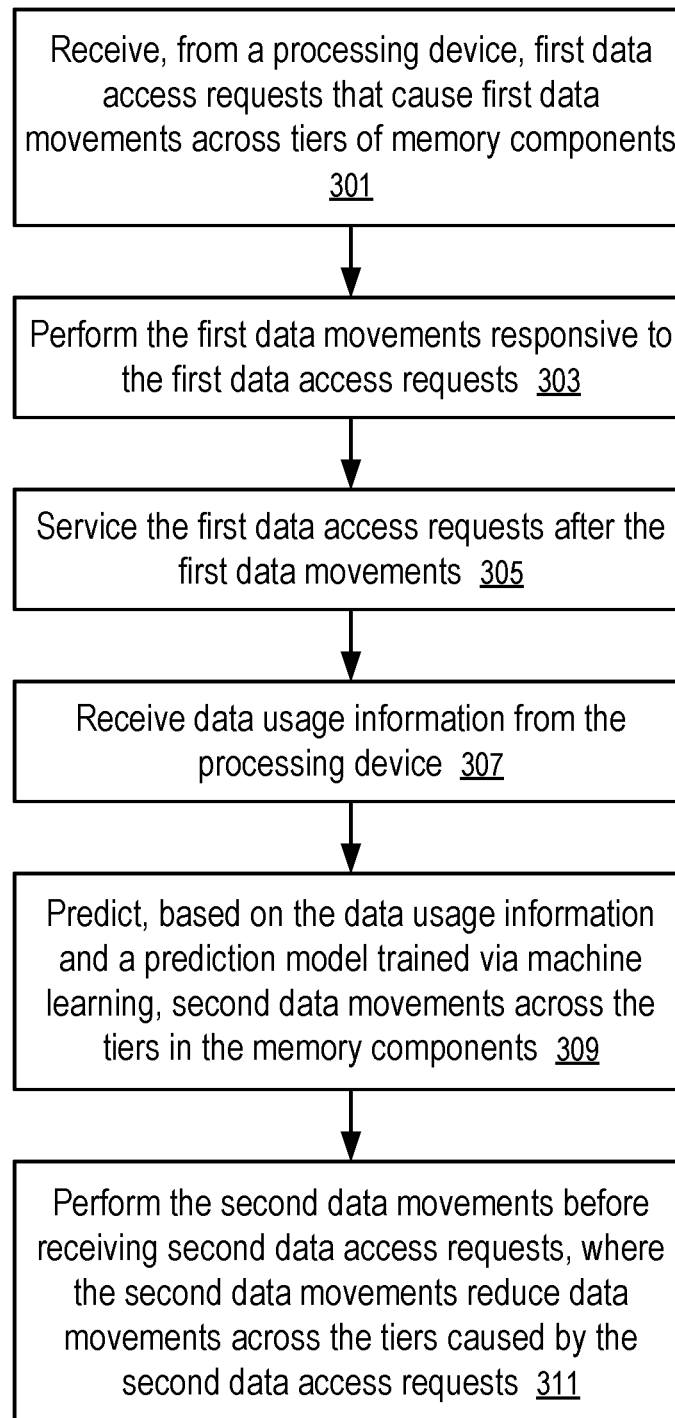 Receive, from a processing device, first data
access requests that cause first data
movements across tiers of memory components
301
Perform the first data movements responsive to
the first data access requests 303
Service the first data access requests after the
first data movements 305
Receive data usage information from the
processing device 307
Predict, based on the data usage information
and a prediction model trained via machine
learning, second data movements across the
tiers in the memory components 309
Perform the second data movements before
receiving second data access requests, where
the second data movements reduce data
movements across the tiers caused by the
second data access requests 311